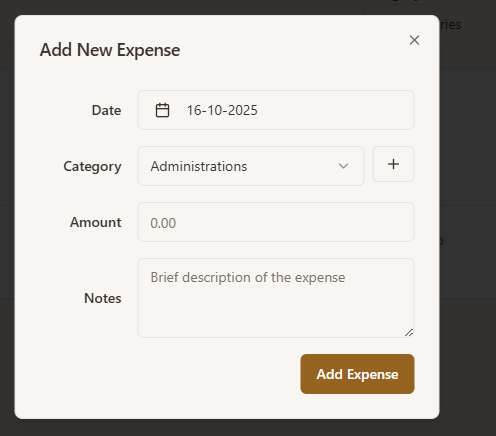 ries
Add New Expense
Date 16-10-2025
Category Administrations
Amount 0.00
Notes Brief description of the expense
Add Expense